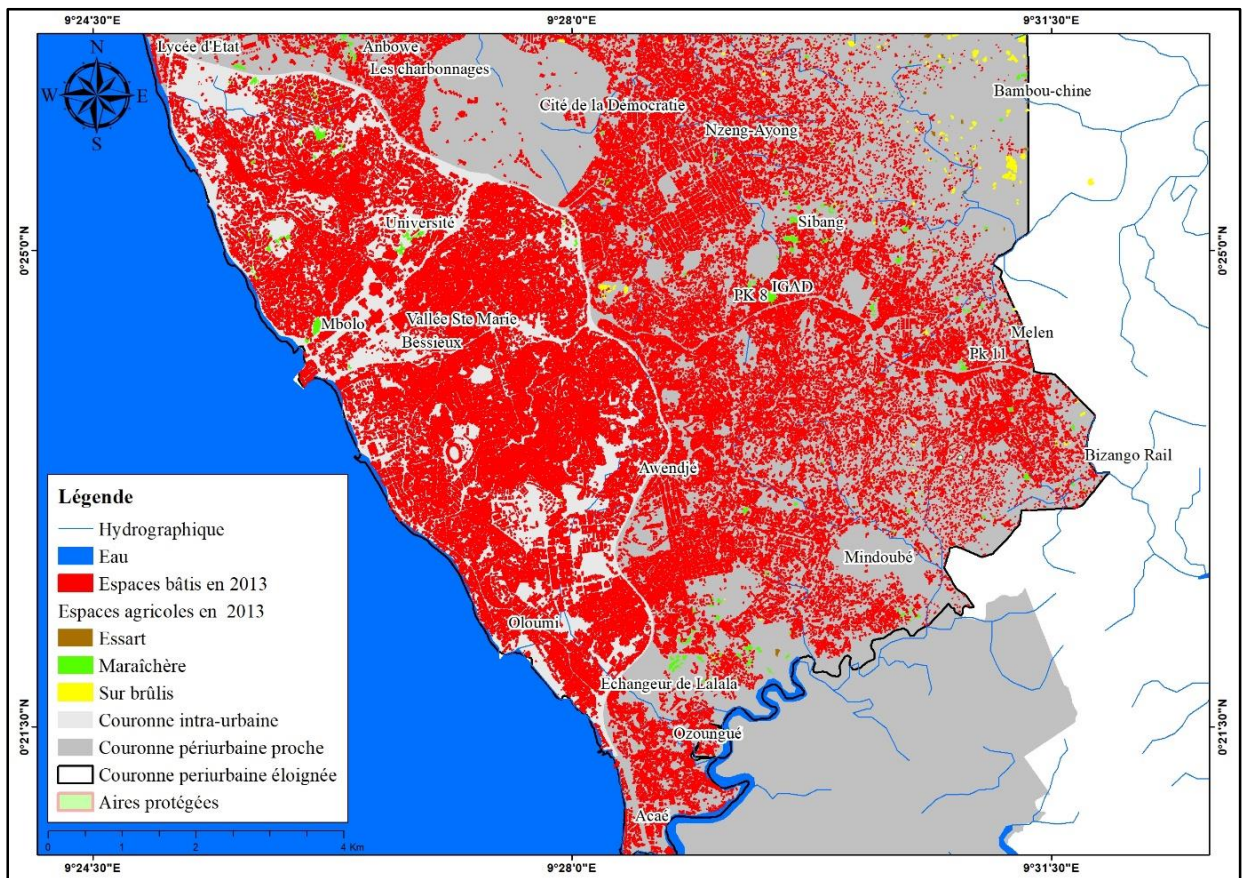 9°24'30"E
9°28'0"E
9°31'30"E
Lycée d'Etat
Anbowe
N
Les charbonnages
W
E
Bambou-chine
Cité de la Démocratie
Nzeng-Ayong
S
Université
Sibang
0°25'0"N
0°25'0"N
PK 8
IGAD
Mbolo
Vallée Ste Marie
Melen
Bessieux
Pk 11
Bizango Rail
Awendje
Légende
Hydrographique
Eau
Mindoubé
Espaces bâtis en 2013
Espaces agricoles en 2013
Essart
Oloumi
Maraîchère
Sur brûlis
Echangeur de Lalala
Couronne intra-urbaine
0°21'30"N
0°21'30"N
Ozoungué
Couronne périurbaine proche
Couronne periurbaine éloignée
Aires protégées
Acaé
0 1 2 4 Km
9°24'30"E
9°28'0"E
9°31'30"E